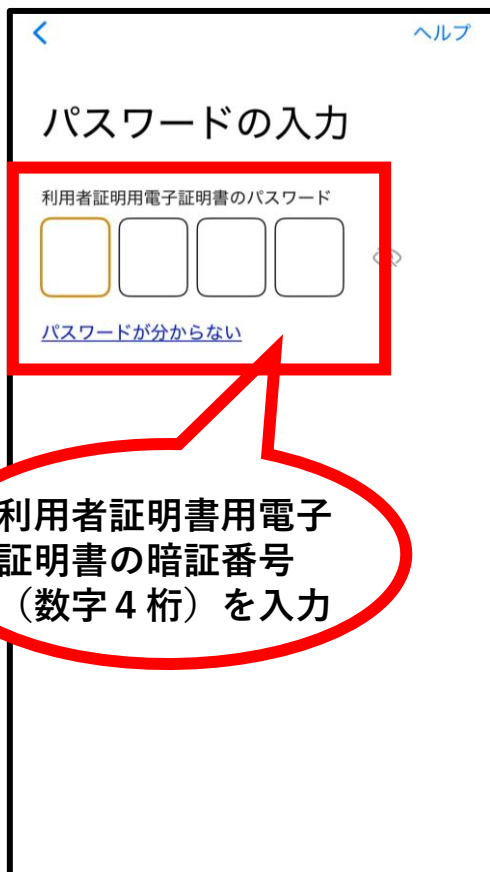 ヘルプ
パスワードの入力
利用者証明用電子証明書のパスワード
パスワードが分からない
利用者証明書用電子
証明書の暗証番号
（数字４桁）を入力